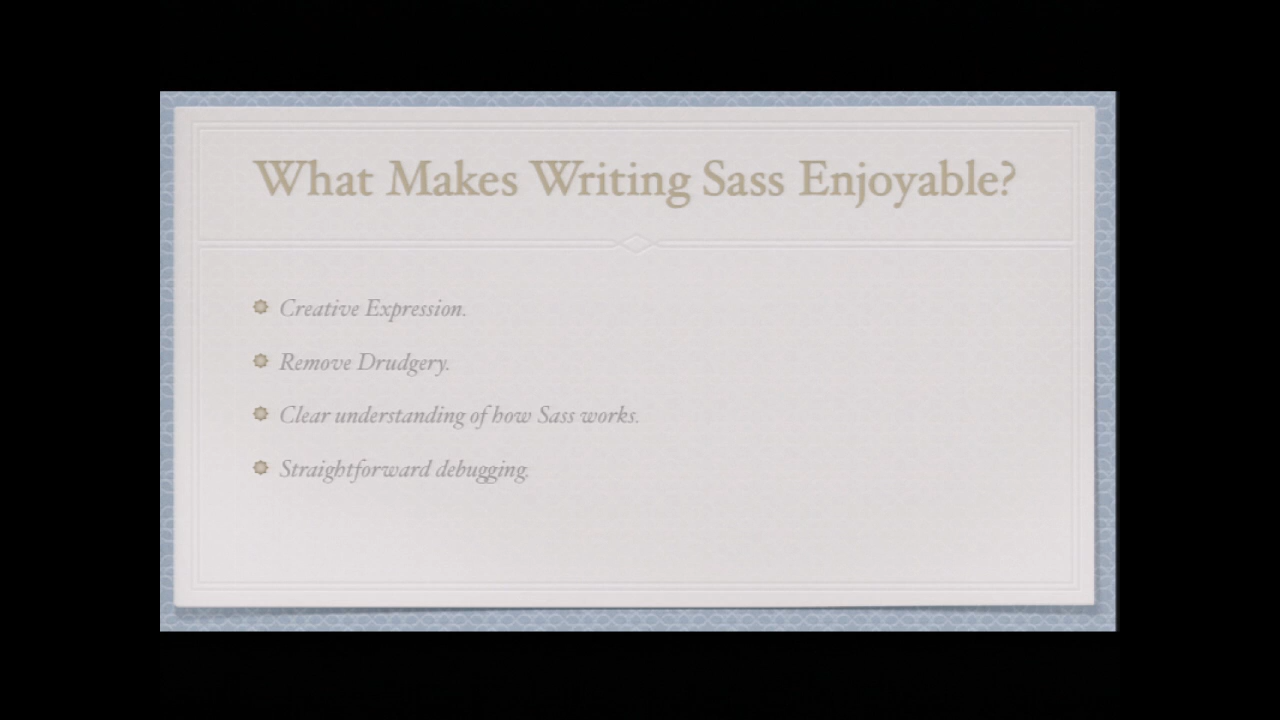 What Makes Writing Sass Enjoyable?
Creative Expression.
Remove Drudgery.
Clear understanding of how Sass works.
Straightforward debugging.